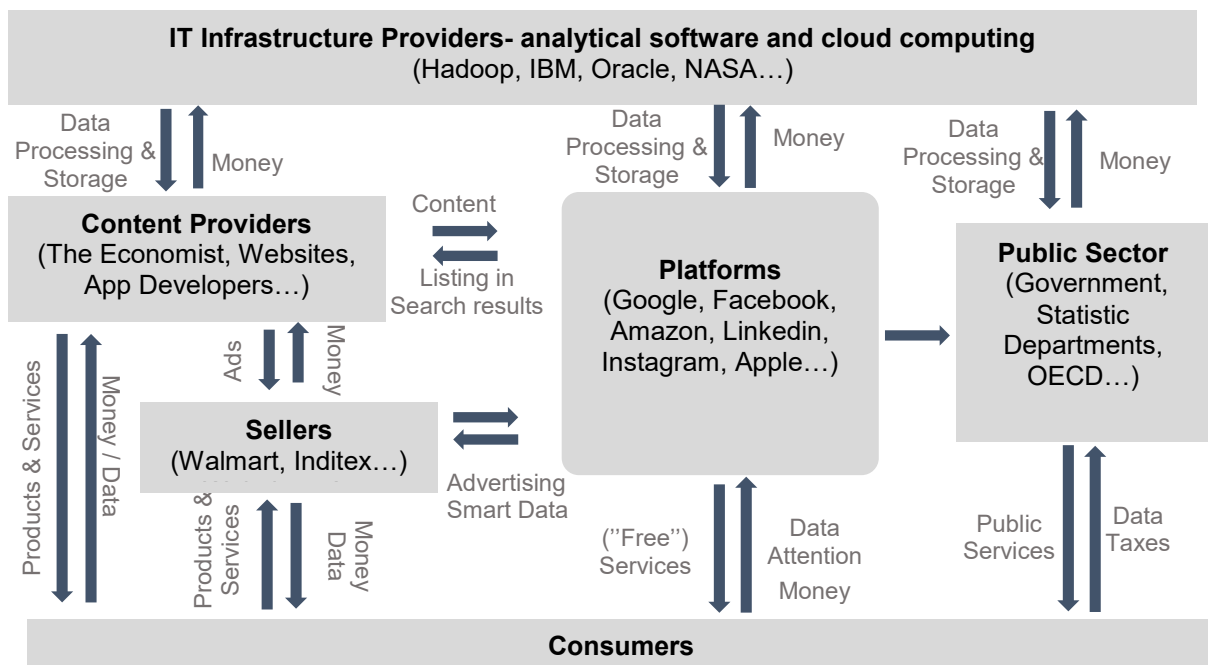 IT Infrastructure Providers- analytical software and cloud computing
(Hadoop, IBM, Oracle, NASA…)
Data
Processing &
Storage
Money
Data
Processing &
Storage
Money
Data
Processing &
Storage
Money
Content Providers
(The Economist, Websites,
App Developers…)
Content
Listing in
Search results
Platforms
(Google, Facebook,
Amazon, Linkedin,
Instagram, Apple…)
Public Sector
(Government,
Statistic
Departments,
OECD…)
Products & Services
Money / Data
Ads
Money
Sellers
(Walmart, Inditex…)
Advertising
Smart Data
Products &
Services
Money
Data
(’’Free’’)
Services
Data
Attention
Money
Public
Services
Data
Taxes
Consumers